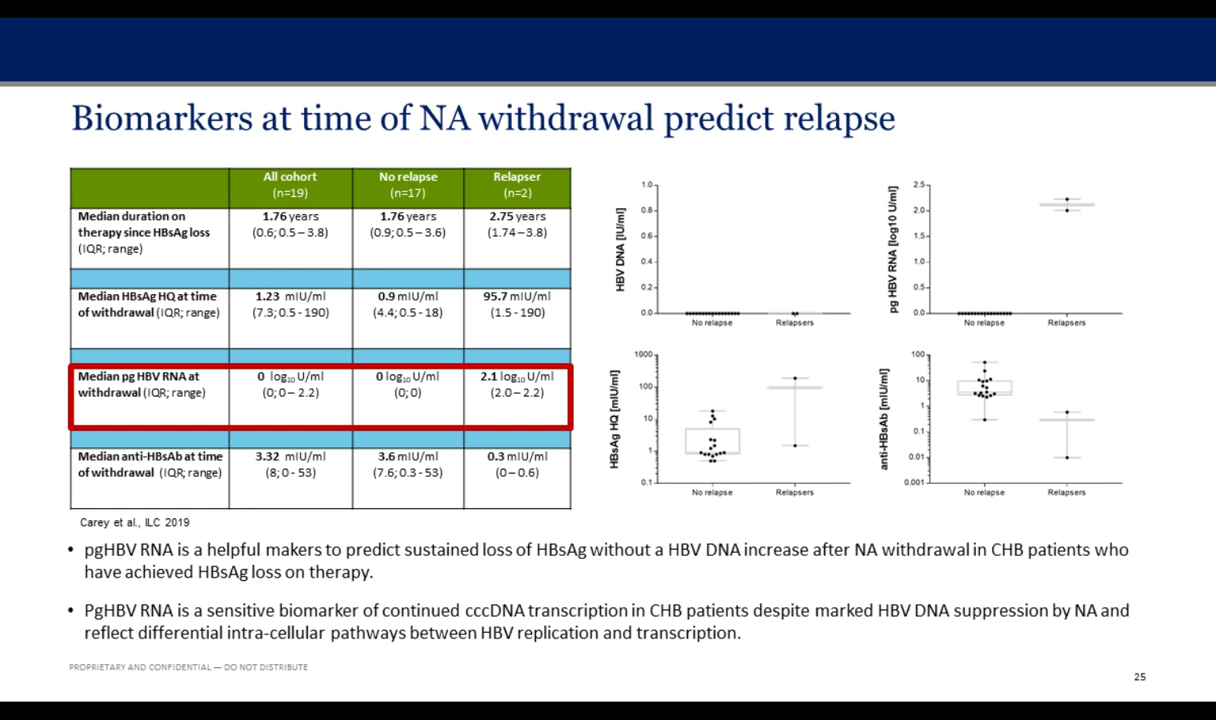 Biomarkers at time of NA withdrawal predict relapse
All cohort
(n=19)
No relapse
(n=17)
Relapser
(n=2)
Median duration on
therapy since HBsAg loss
(IQR; range)
1.76 years
(0.6; 0.5 – 3.8)
1.76 years
(0.9; 0.5 – 3.6)
2.75 years
(1.74 – 3.8)
Median HBsAg HQ at time
of withdrawal (IQR; range)
1.23 mIU/ml
(7.3; 0.5 - 190)
0.9 mIU/ml
(4.4; 0.5 - 18)
95.7 mIU/ml
(1.5 - 190)
Median pg HBV RNA at
withdrawal (IQR; range)
0 log₁₀ U/ml
(0; 0 – 2.2)
0 log₁₀ U/ml
(0; 0)
2.1 log₁₀ U/ml
(2.0 – 2.2)
Median anti-HBsAb at time
of withdrawal (IQR; range)
3.32 mIU/ml
(8; 0 - 53)
3.6 mIU/ml
(7.6; 0.3 - 53)
0.3 mIU/ml
(0 – 0.6)
Carey et al., ILC 2019
HBV DNA [IU/ml]
1.0
0.8
0.6
0.4
0.2
0.0
No relapse
Relapsers
pg HBV RNA [log10 U/ml]
2.5
2.0
1.5
1.0
0.5
0.0
No relapse
Relapsers
HBsAg HQ [mIU/ml]
1000
100
10
1
0.1
No relapse
Relapsers
anti-HBsAb [mIU/ml]
100
10
1
0.1
0.01
0.001
No relapse
Relapsers
• pgHBV RNA is a helpful makers to predict sustained loss of HBsAg without a HBV DNA increase after NA withdrawal in CHB patients who
have achieved HBsAg loss on therapy.
• PgHBV RNA is a sensitive biomarker of continued cccDNA transcription in CHB patients despite marked HBV DNA suppression by NA and
reflect differential intra-cellular pathways between HBV replication and transcription.
PROPRIETARY AND CONFIDENTIAL — DO NOT DISTRIBUTE
25